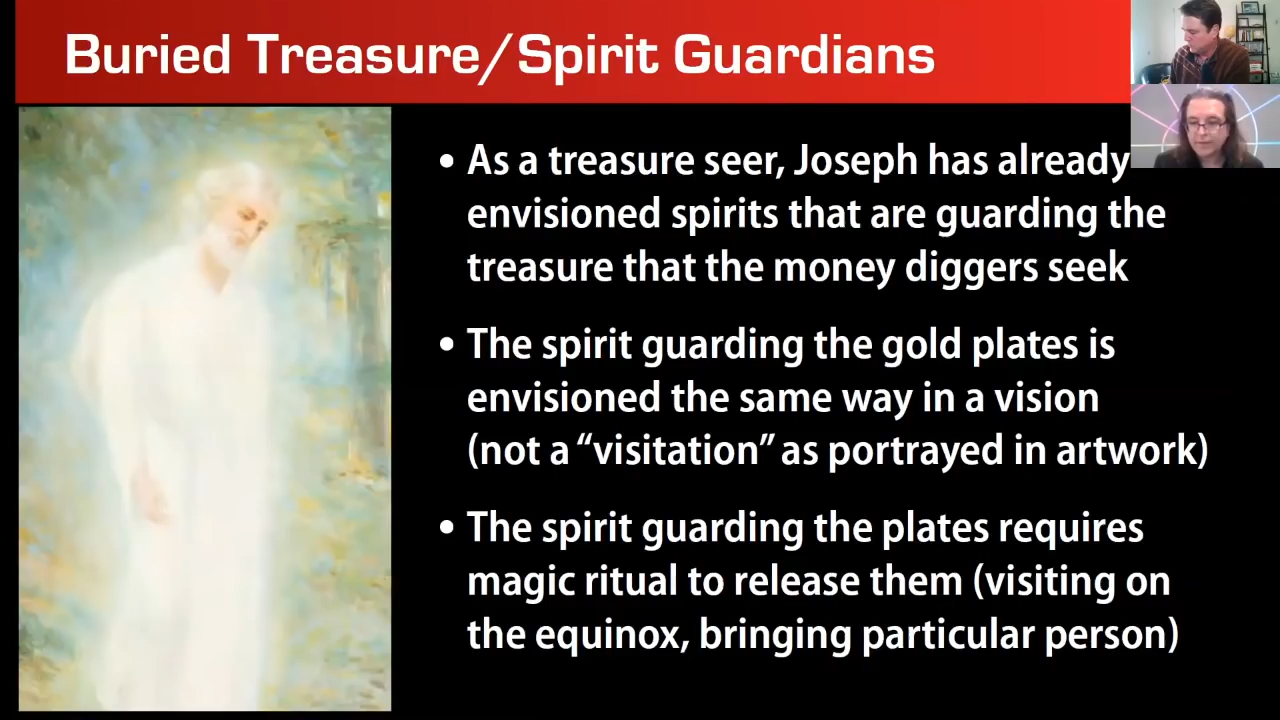 Buried Treasure/Spirit Guardians
• As a treasure seer, Joseph has already
envisioned spirits that are guarding the
treasure that the money diggers seek
• The spirit guarding the gold plates is
envisioned the same way in a vision
(not a “visitation” as portrayed in artwork)
• The spirit guarding the plates requires
magic ritual to release them (visiting on
the equinox, bringing particular person)